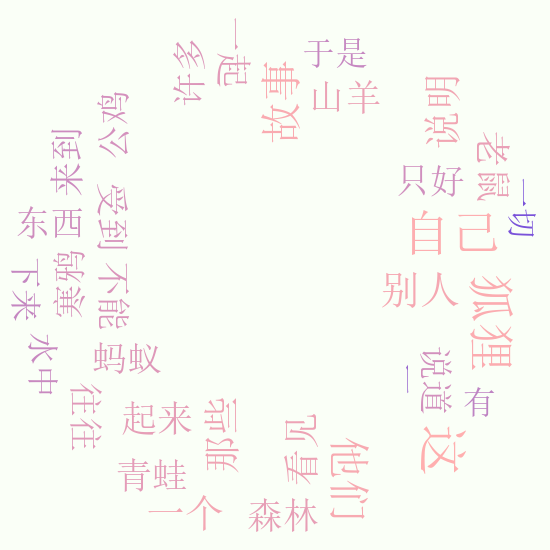 一起
许多
故事
于是
山羊
说明
老鼠
只好
一切
自己
别人
狐狸
说道
一
有
这
他们
看见
森林
那些
一个
青蛙
起来
往往
蚂蚁
水中
下来
寒鸦
不能
东西
受到
来到
公鸡